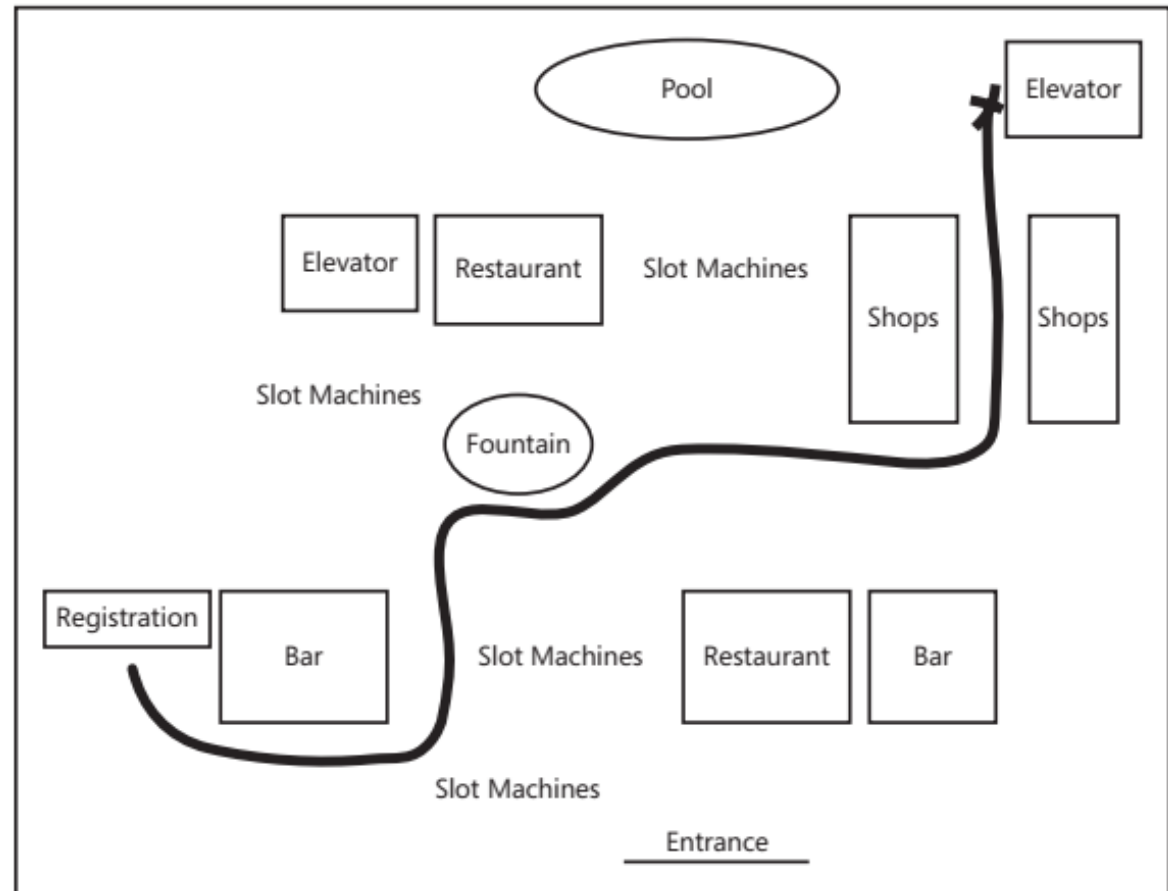 Pool
Elevator
Elevator
Restaurant
Slot Machines
Shops
Shops
Slot Machines
Fountain
Registration
Bar
Slot Machines
Restaurant
Bar
Slot Machines
Entrance